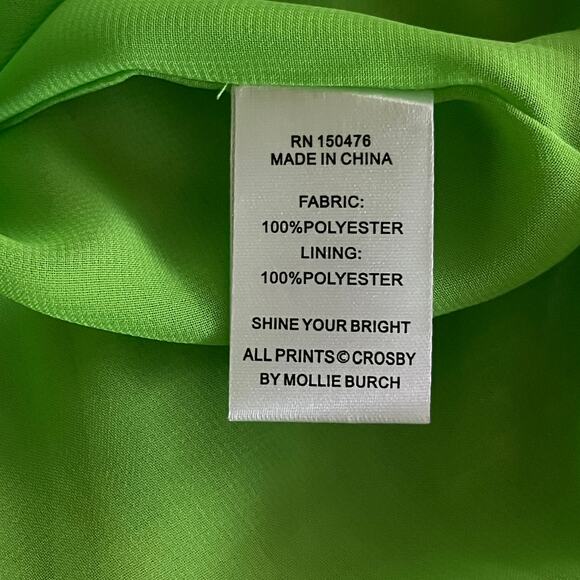 RN 150476
MADE IN CHINA
FABRIC:
100%POLYESTER
LINING:
100%POLYESTER
SHINE YOUR BRIGHT
ALL PRINTS © CROSBY
BY MOLLIE BURCH